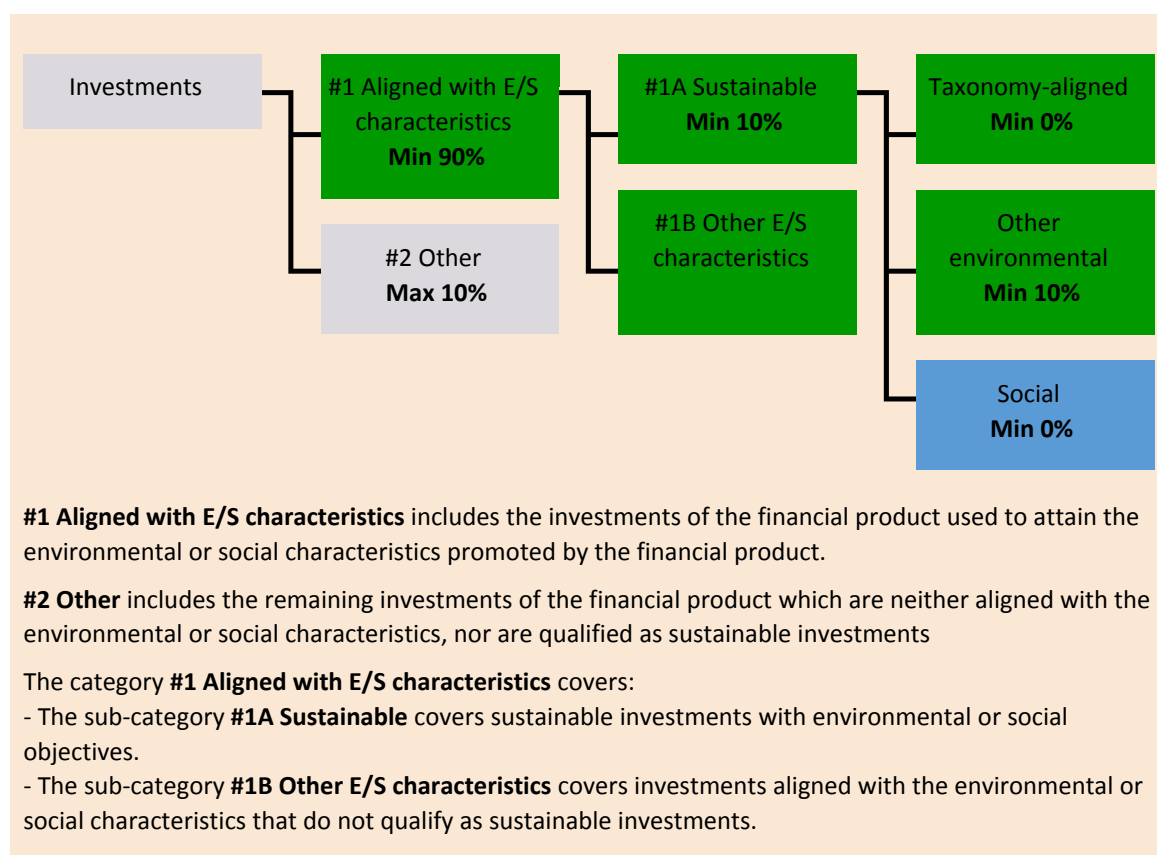 Investments
#1 Aligned with E/S
characteristics
Min 90%
#2 Other
Max 10%
#1A Sustainable
Min 10%
#1B Other E/S
characteristics
Taxonomy-aligned
Min 0%
Other
environmental
Min 10%
Social
Min 0%
#1 Aligned with E/S characteristics includes the investments of the financial product used to attain the
environmental or social characteristics promoted by the financial product.
#2 Other includes the remaining investments of the financial product which are neither aligned with the
environmental or social characteristics, nor are qualified as sustainable investments
The category #1 Aligned with E/S characteristics covers:
- The sub-category #1A Sustainable covers sustainable investments with environmental or social
objectives.
- The sub-category #1B Other E/S characteristics covers investments aligned with the environmental or
social characteristics that do not qualify as sustainable investments.